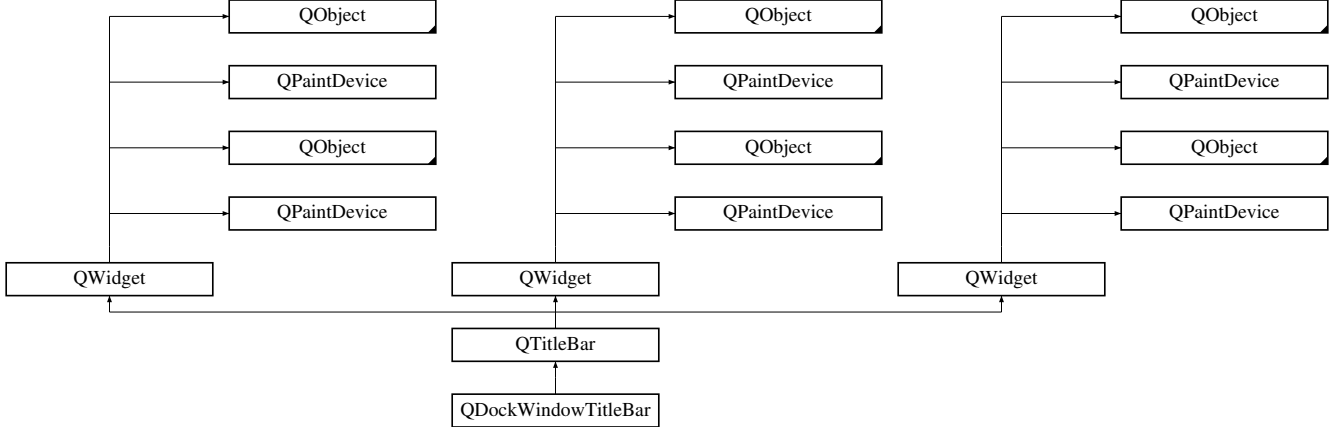 QObject QObject QObject
QPaintDevice QPaintDevice QPaintDevice
QObject QObject QObject
QPaintDevice QPaintDevice QPaintDevice
QWidget QWidget QWidget
QTitleBar
QDockWindowTitleBar